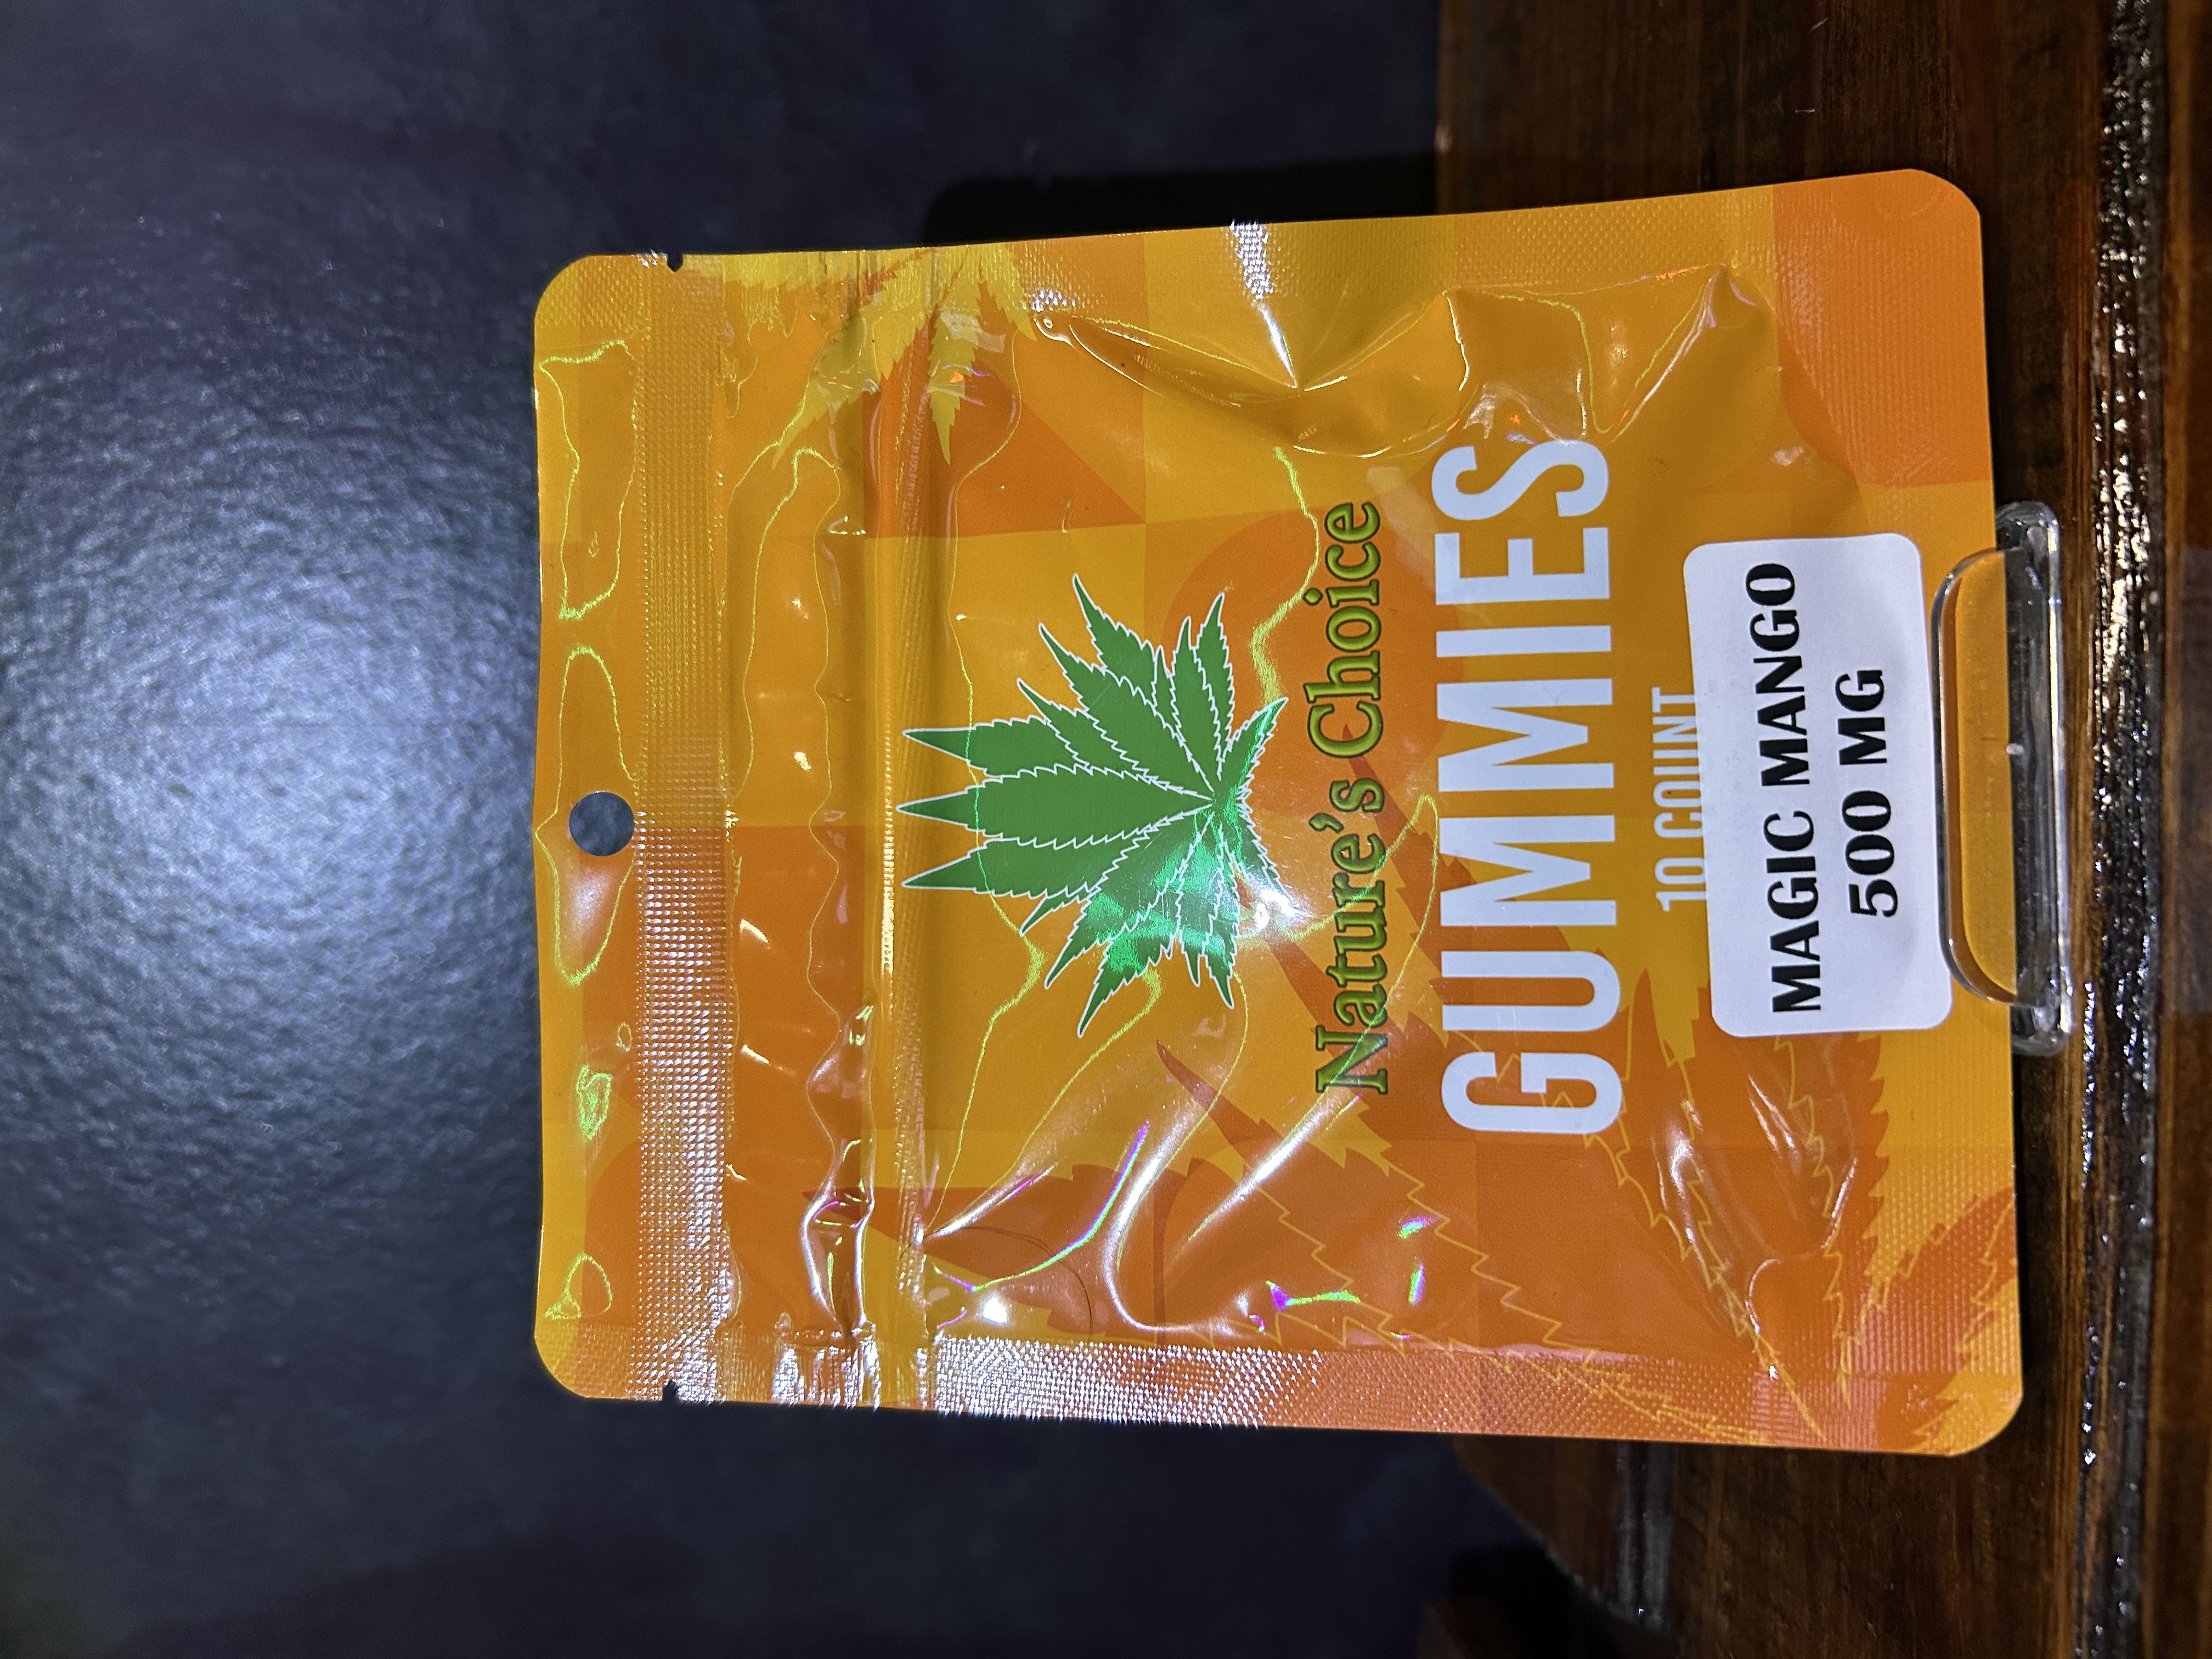 Nature's Choice
GUMMIES
10 COUNT
MAGIC MANGO
500 MG